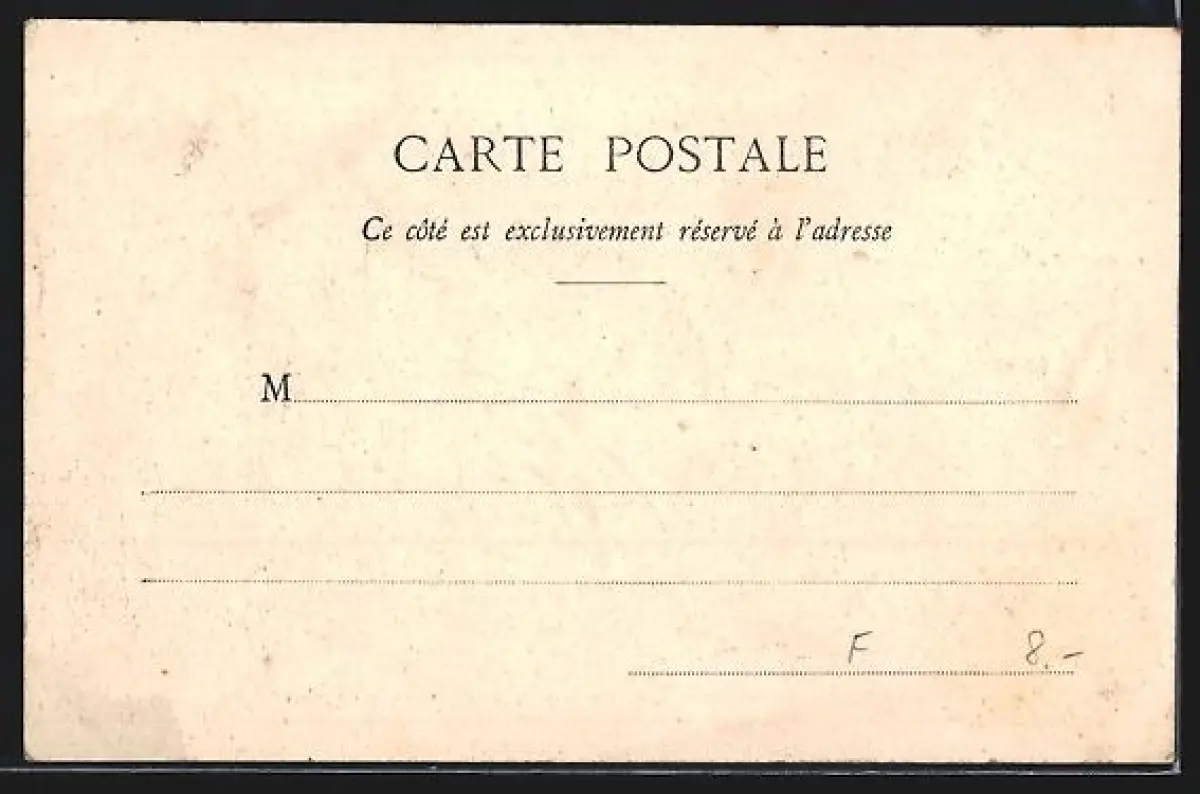 CARTE POSTALE
Ce côté est exclusivement réservé à l'adresse
M
F 8.-